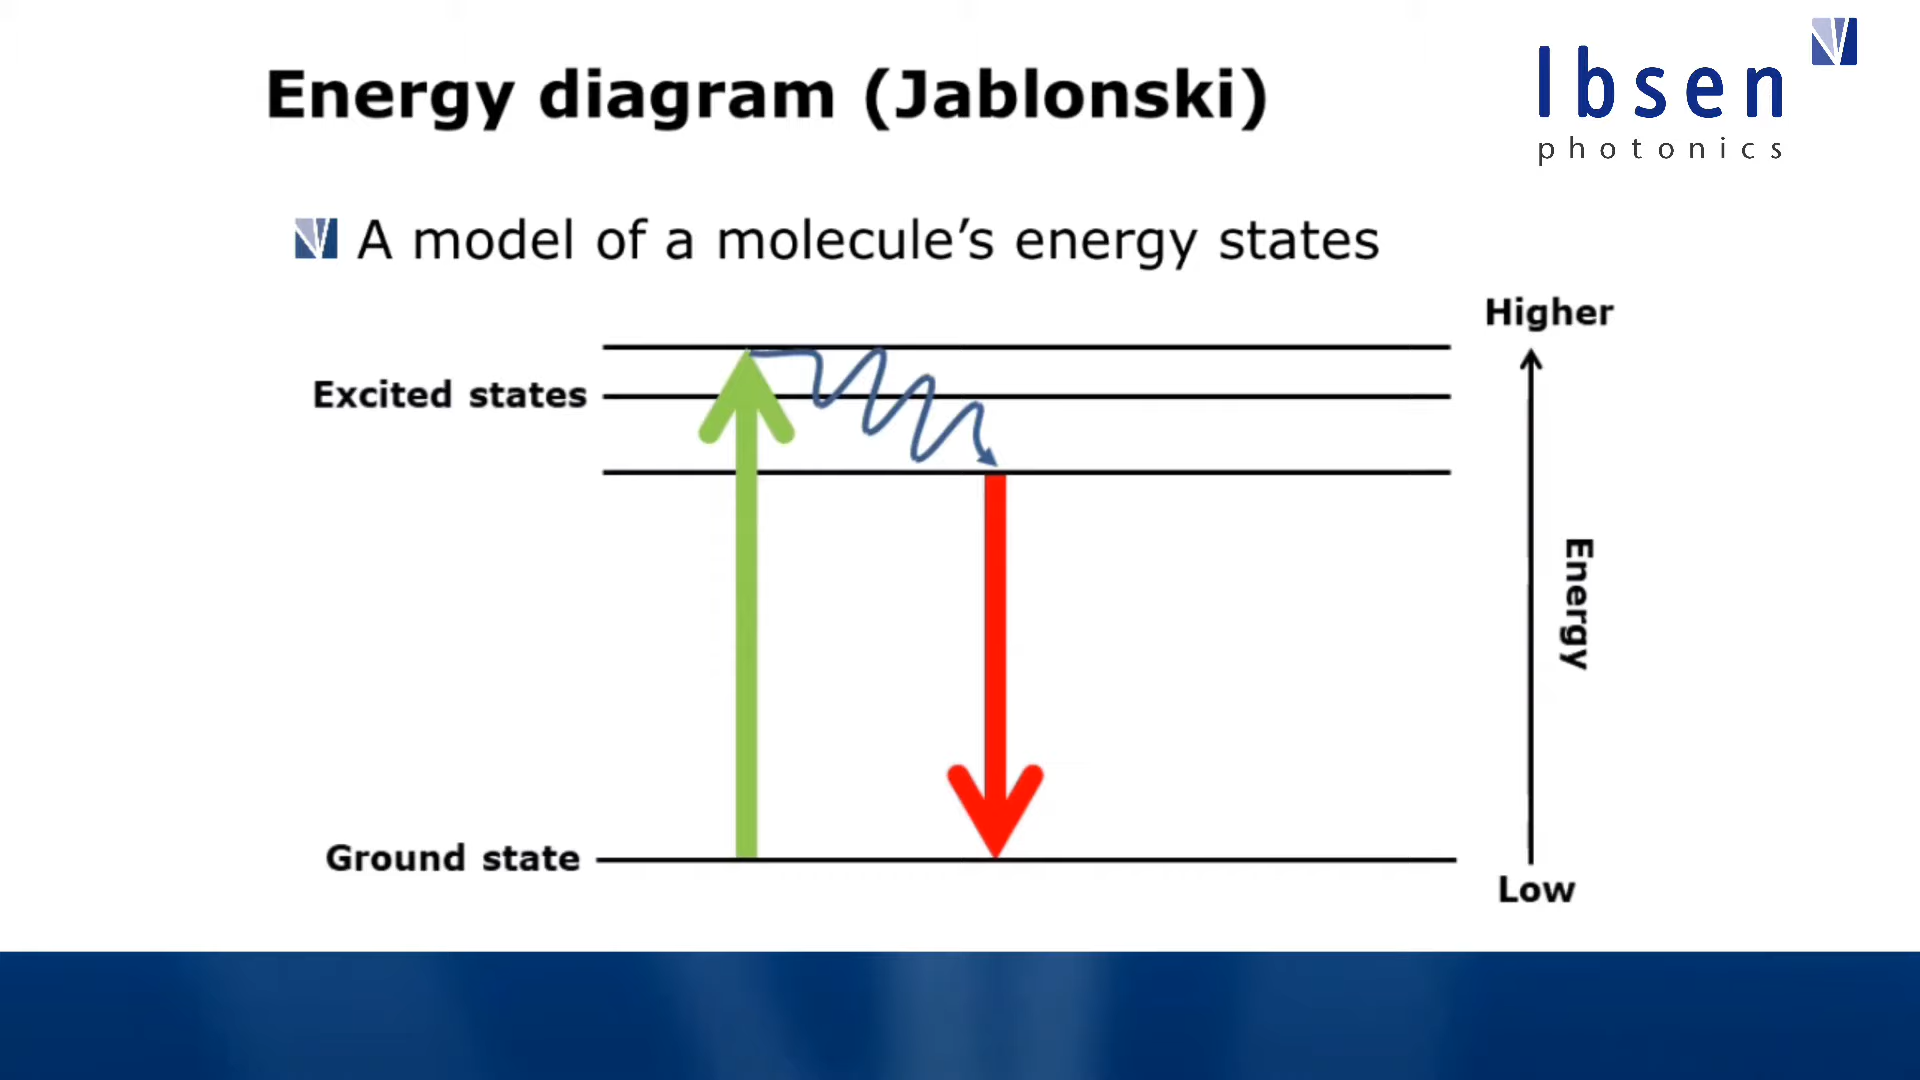 Energy diagram (Jablonski)
Ibsen
photonics
A model of a molecule’s energy states
Higher
Excited states
Energy
Ground state
Low